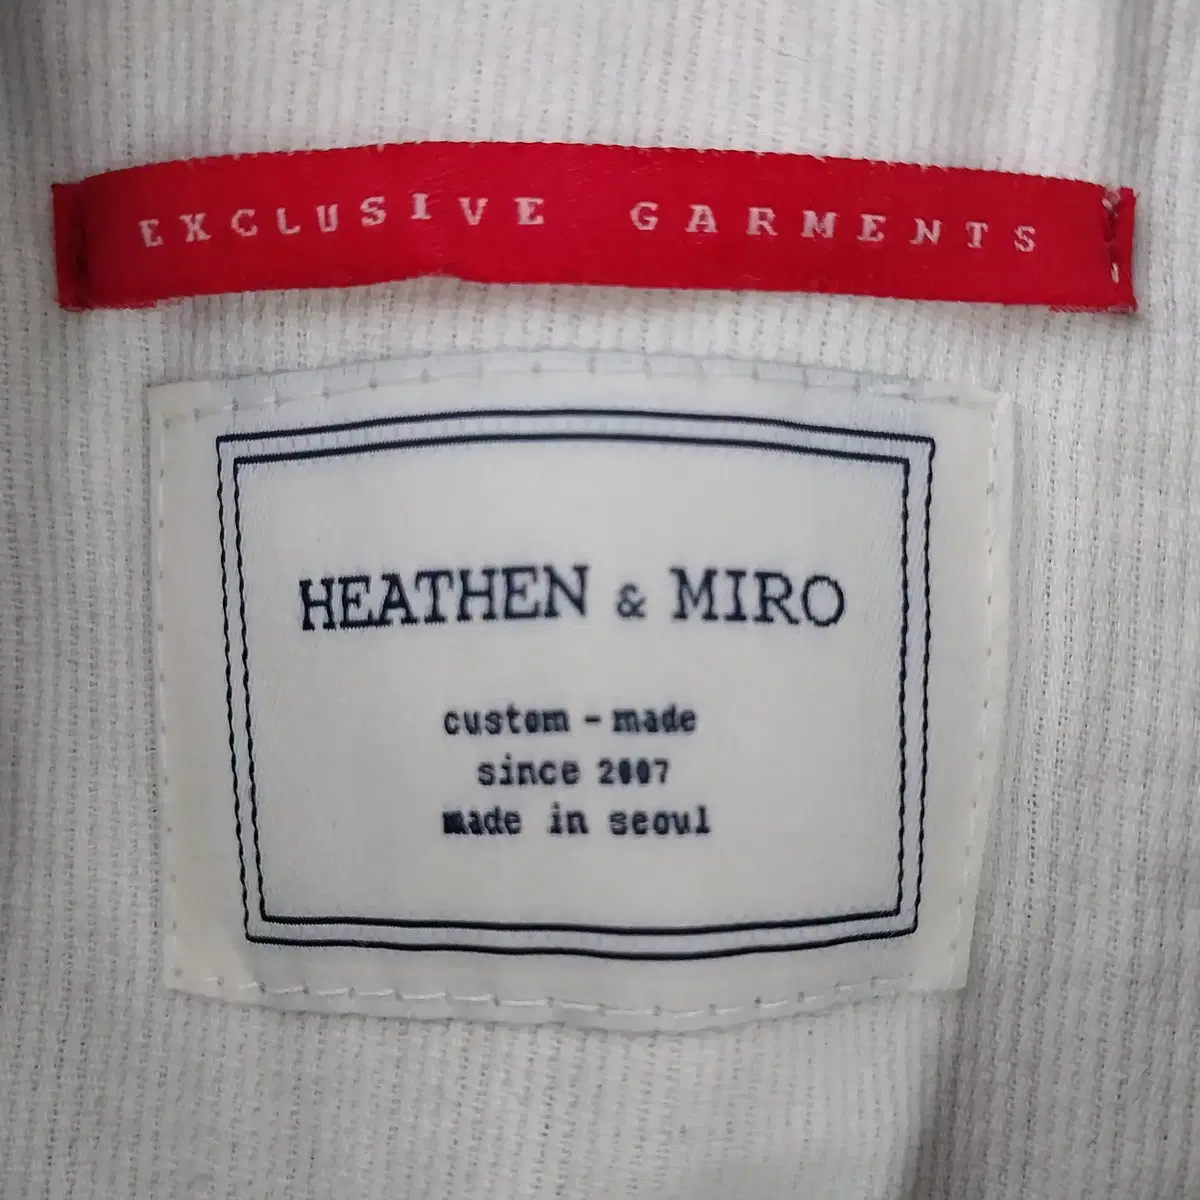 EXCLUSIVE GARMENTS
HEATHEN & MIRO
custom - made
since 2007
made in seoul